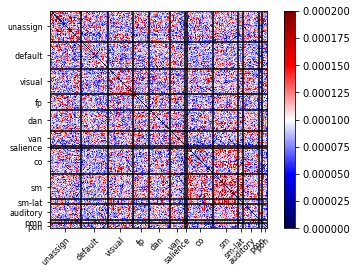 unassign
default
visual
fp
dan
van
salience
co
sm
sm-lat
auditory
pmn
pon
unassign
default
visual
fp
dan
van
salience
co
sm
sm-lat
auditory
pon
0.000200
0.000175
0.000150
0.000125
0.000100
0.000075
0.000050
0.000025
0.000000